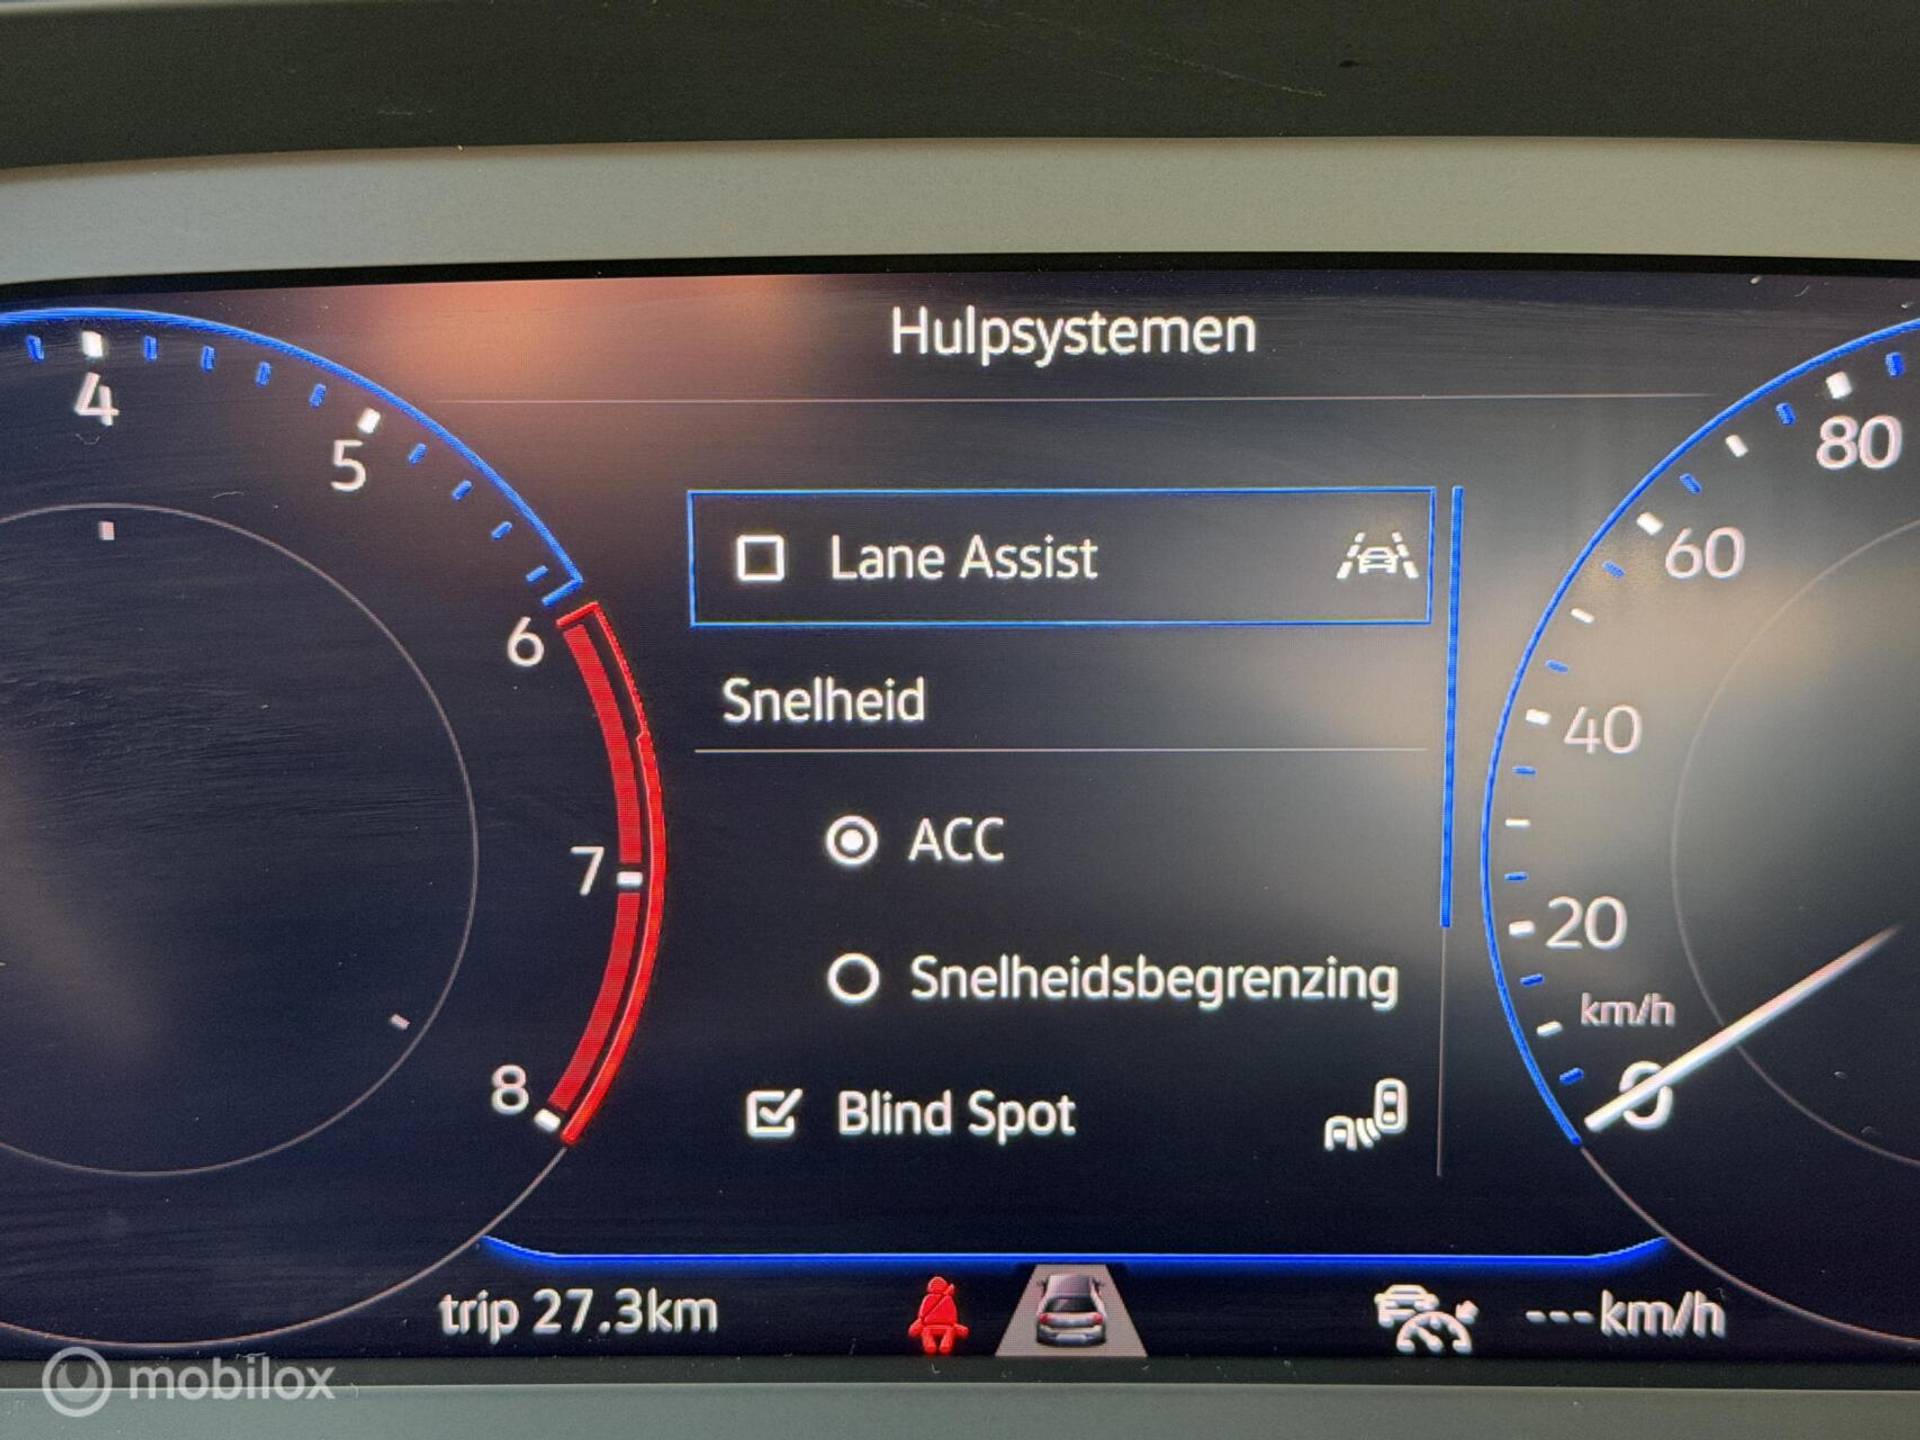 Hulpsystemen
4
5
6
7
8
Lane Assist
Snelheid
ACC
Snelheidsbegrenzing
Blind Spot
80
60
40
20
km/h
0
trip 27.3km
---km/h
mobilox